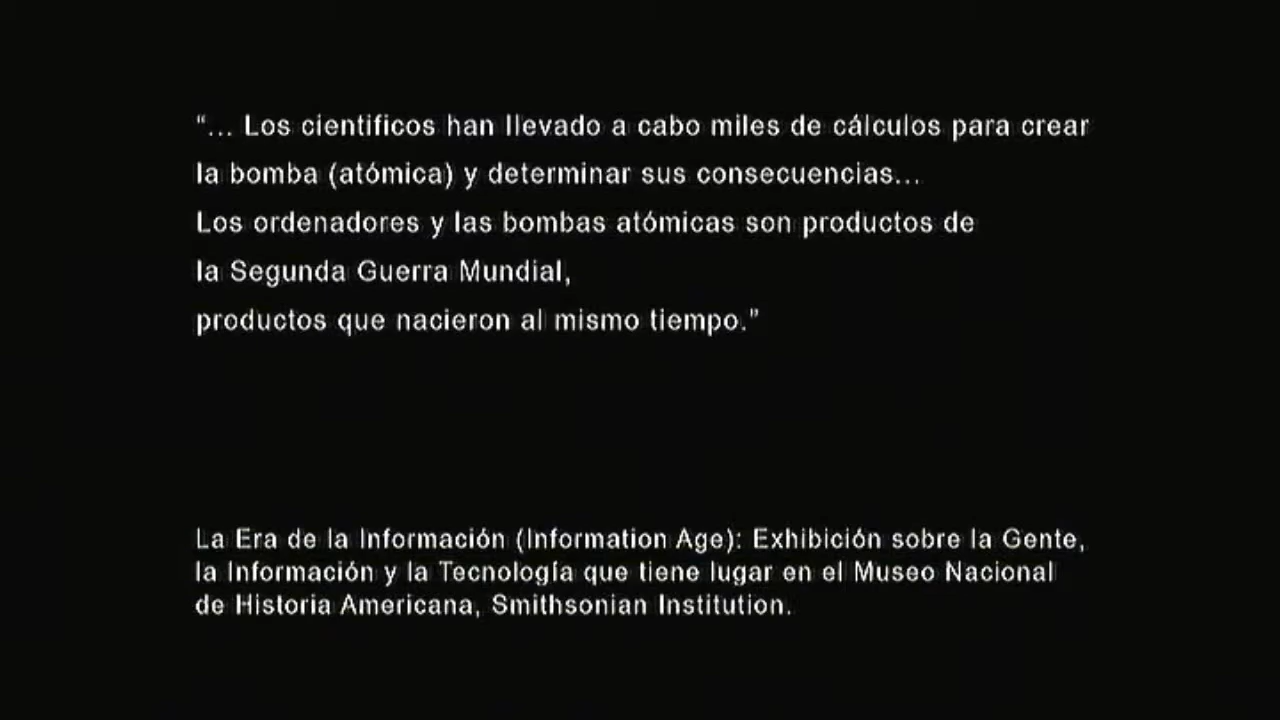 “... Los científicos han llevado a cabo miles de cálculos para crear
la bomba (atómica) y determinar sus consecuencias...
Los ordenadores y las bombas atómicas son productos de
la Segunda Guerra Mundial,
productos que nacieron al mismo tiempo.”
La Era de la Información (Information Age): Exhibición sobre la Gente,
la Información y la Tecnología que tiene lugar en el Museo Nacional
de Historia Americana, Smithsonian Institution.